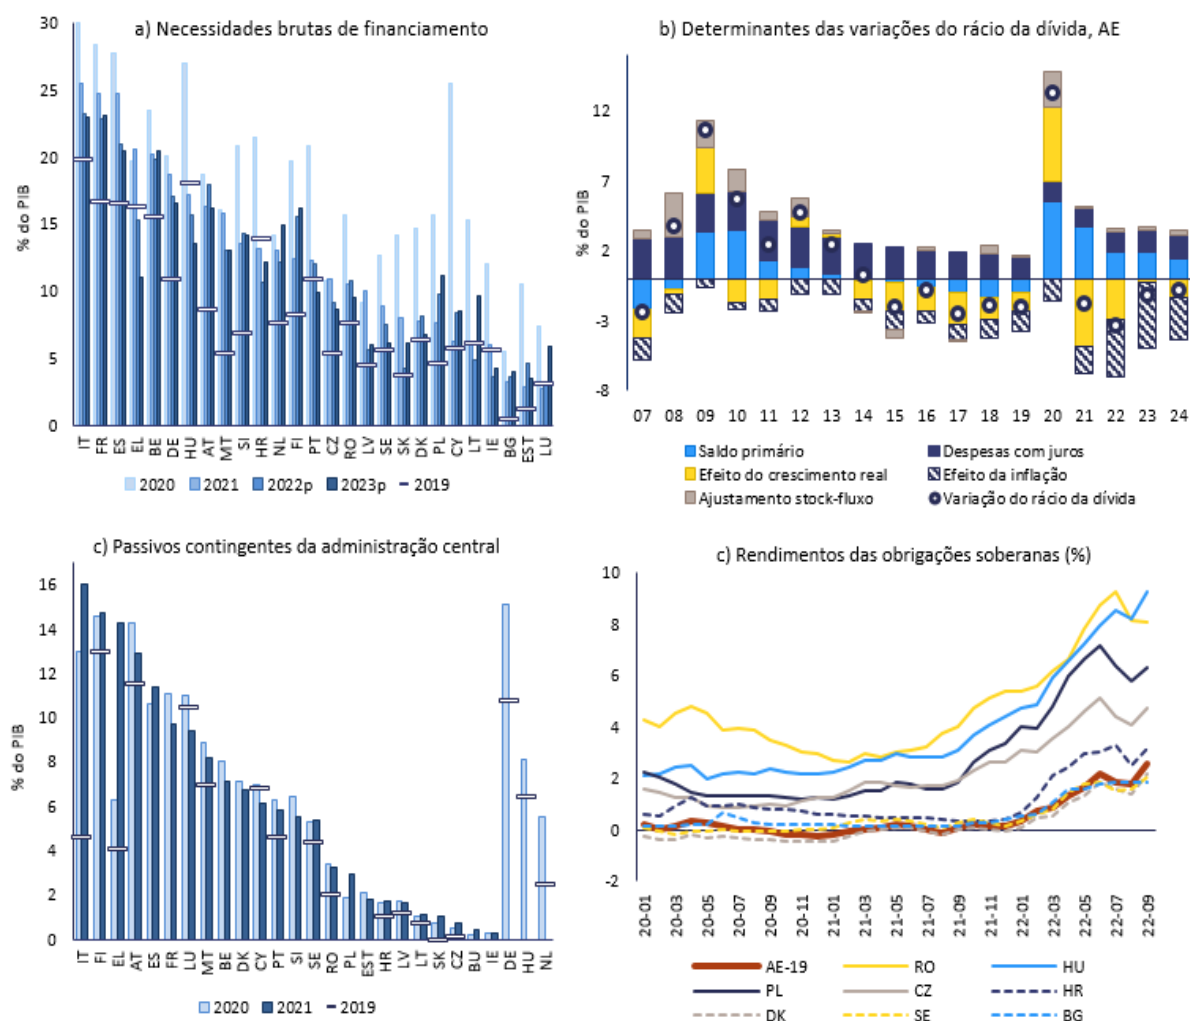 a) Necessidades brutas de financiamento
% do PIB
30
25
20
15
10
5
0
IT FR ES EL BE DE HU AT MT SI HR NL FI PT CZ RO LV SE SK DK PL CY LT IE BG EST LU
2020 2021 2022p 2023p 2019
b) Determinantes das variações do rácio da dívida, AE
% do PIB
12
7
2
-3
-8
07 08 09 10 11 12 13 14 15 16 17 18 19 20 21 22 23 24
Saldo primário Despesas com juros
Efeito do crescimento real Efeito da inflação
Ajustamento stock-fluxo Variação do rácio da dívida
c) Passivos contingentes da administração central
% do PIB
16
14
12
10
8
6
4
2
0
IT FI EL AT ES FR LU MT BE DK CY PT SI SE RO PL EST HR LV LT SK CZ BU IE DE HU NL
2020 2021 2019
c) Rendimentos das obrigações soberanas (%)
10
8
6
4
2
0
-2
20-01 20-03 20-05 20-07 20-09 20-11 21-01 21-03 21-05 21-07 21-09 21-11 22-01 22-03 22-05 22-07 22-09
AE-19 RO HU
PL CZ HR
DK SE BG